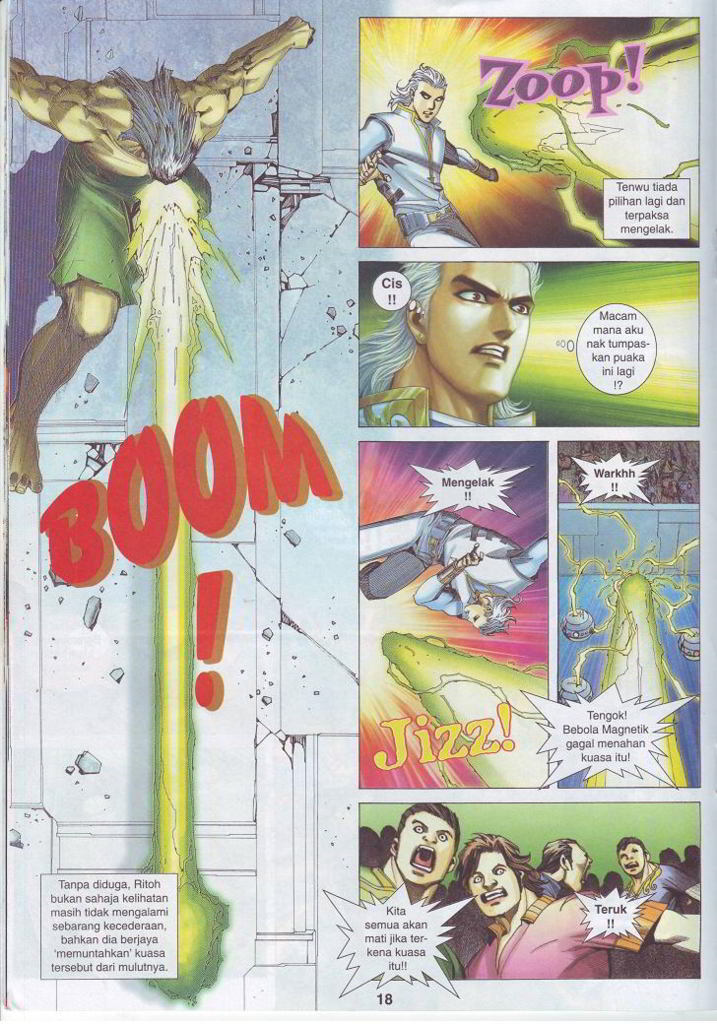 BOOM
!
Tanpa diduga, Ritoh
bukan sahaja kelihatan
masih tidak mengalami
sebarang kecederaan,
bahkan dia berjaya
'memuntahkan' kuasa
tersebut dari mulutnya.
Zoop!
Tenwu tiada
pilihan lagi dan
terpaksa
mengelak.
Cis
!!
Macam
mana aku
nak tumpas-
kan puaka
ini lagi
!?
Mengelak
!!
Jizz!
Warkhh
!!
Tengok!
Bebola Magnetik
gagal menahan
kuasa itu!
Kita
semua akan
mati jika ter-
kena kuasa
itu!!
Teruk
!!
18